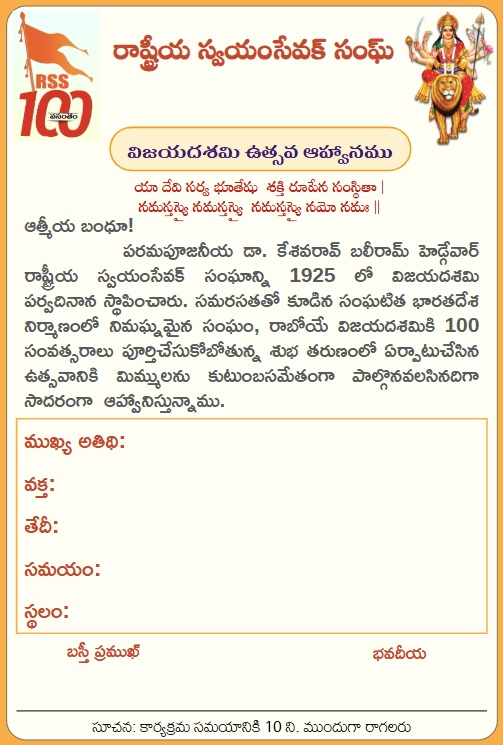 RSS
100
వసంతం
రాష్ట్రీయ స్వయంసేవక్ సంఘ్
విజయదశమి ఉత్సవ ఆహ్వానము
యా దేవి సర్వ భూతేషు శక్తి రూపేన సంస్థితా |
నమస్తస్యై నమస్తస్యై నమస్తస్యై నమో నమః ||
ఆత్మీయ బంధూ!
పరమపూజనీయ డా. కేశవరావ్ బలీరామ్ హెడ్గేవార్
రాష్ట్రీయ స్వయంసేవక్ సంఘాన్ని 1925 లో విజయదశమి
పర్వదినాన స్థాపించారు. సమరసతతో కూడిన సంఘటిత భారతదేశ
నిర్మాణంలో నిమఘ్నమైన సంఘం, రాబోయే విజయదశమికి 100
సంవత్సరాలు పూర్తిచేసుకోబోతున్న శుభ తరుణంలో ఏర్పాటుచేసిన
ఉత్సవానికి మిమ్ములను కుటుంబసమేతంగా పాల్గొనవలసినదిగా
సాదరంగా ఆహ్వానిస్తున్నాము.
ముఖ్య అతిథి:
వక్త:
తేదీ:
సమయం:
స్థలం:
బస్తీ ప్రముఖ్ భవదీయ
సూచన: కార్యక్రమ సమయానికి 10 ని. ముందుగా రాగలరు